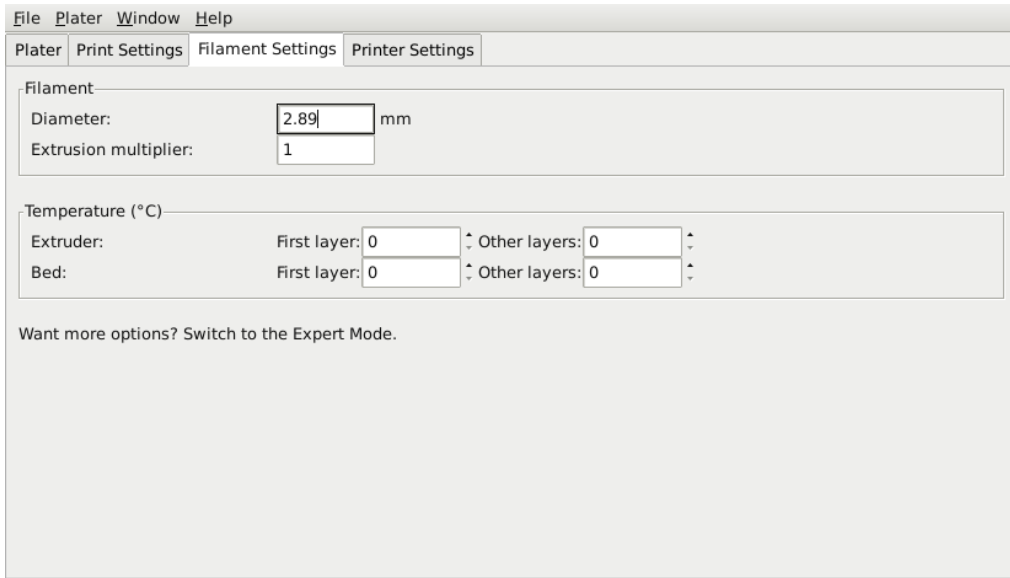 File Plater Window Help
Plater Print Settings Filament Settings Printer Settings
Filament
Diameter: 2.89 mm
Extrusion multiplier: 1
Temperature (°C)
Extruder: First layer: 0 Other layers: 0
Bed: First layer: 0 Other layers: 0
Want more options? Switch to the Expert Mode.